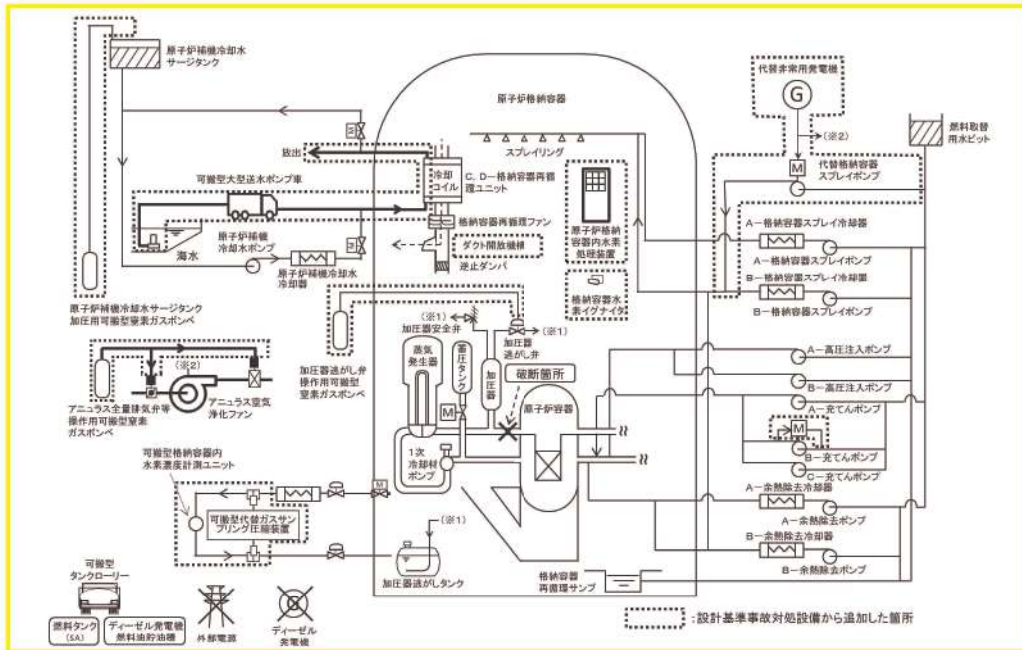 原子炉補機冷却水
サージタンク
放出
可搬型大型送水ポンプ車
海水
原子炉補機
冷却水ポンプ
原子炉補機冷却水
冷却器
原子炉補機冷却水サージタンク
加圧用可搬型窒素ガスボンベ
原子炉格納容器
スプレイリング
冷却
コイル
C, D-格納容器再循
環ユニット
格納容器再循環ファン
ダクト開放機構
逆止ダンパ
原子炉格納
容器内水素
処理装置
格納容器水
素イグナイタ
代替非常用発電機
G
(※2)
M
代替格納容器
スプレイポンプ
燃料取替
用水ピット
A-格納容器スプレイ冷却器
A-格納容器スプレイポンプ
B-格納容器スプレイ冷却器
B-格納容器スプレイポンプ
(※1)
(※1)
加圧器安全弁
加圧器
逃がし弁
蒸気
発生器
蓄圧タンク
加圧器
破断箇所
原子炉容器
M
1次
冷却材
ポンプ
加圧器逃がし弁
操作用可搬型
窒素ガスボンベ
(※2)
アニュラス全量排気弁等
操作用可搬型窒素
ガスボンベ
アニュラス空気
浄化ファン
A-高圧注入ポンプ
B-高圧注入ポンプ
A-充てんポンプ
M
B-充てんポンプ
C-充てんポンプ
A-余熱除去冷却器
A-余熱除去ポンプ
B-余熱除去冷却器
B-余熱除去ポンプ
可搬型格納容器内
水素濃度計測ユニット
可搬型代替ガスサン
プリング圧縮装置
M
(※1)
加圧器逃がしタンク
格納容器
再循環サンプ
可搬型
タンクローリー
燃料タンク
(SA)
ディーゼル発電機
燃料油貯油槽
外部電源
ディーゼル
発電機
:設計基準事故対処設備から追加した箇所